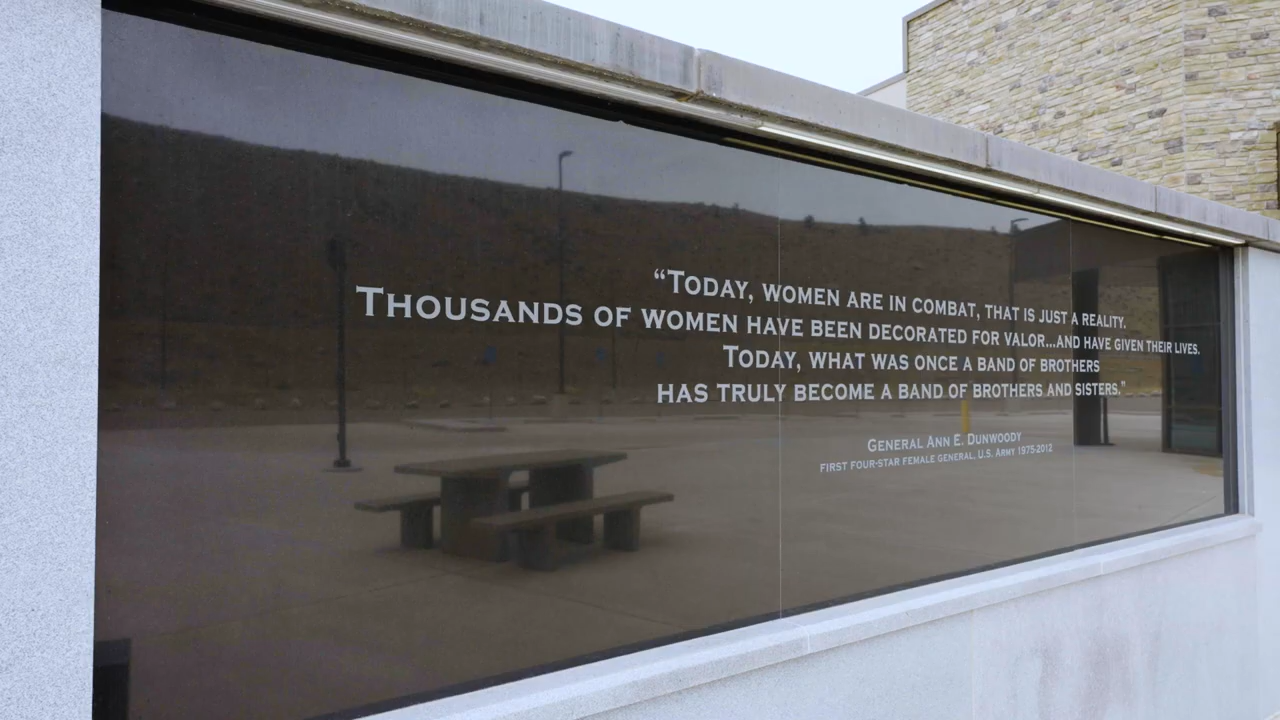 “Today, women are in combat, that is just a reality.
Thousands of women have been decorated for valor...and have given their lives.
Today, what was once a band of brothers
has truly become a band of brothers and sisters.”
General Ann E. Dunwoody
first four-star female general, U.S. Army 1975-2012